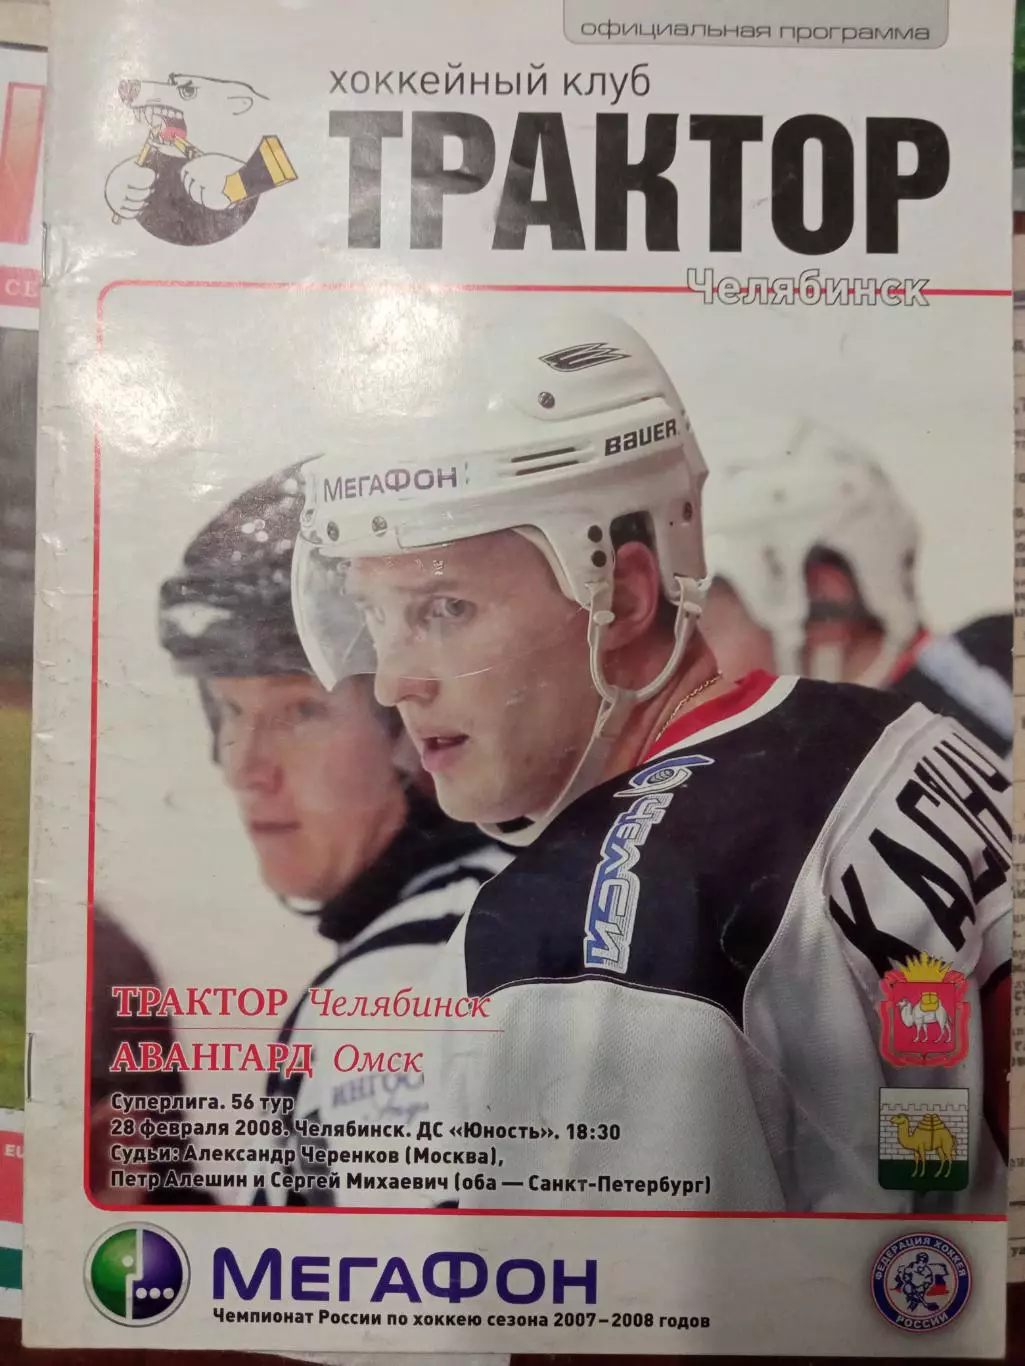 официальная программа
хоккейный клуб
ТРАКТОР
Челябинск
BAUER
МЕГАФОН
ЧЕЛСИ
ТРАКТОР Челябинск
АВАНГАРД Омск
Суперлига. 56 тур
28 февраля 2008. Челябинск. ДС «Юность». 18:30
Судьи: Александр Черенков (Москва),
Петр Алешин и Сергей Михаевич (оба — Санкт-Петербург)
МЕГАФОН
Чемпионат России по хоккею сезона 2007–2008 годов
ФЕДЕРАЦИЯ ХОККЕЯ
РОССИИ